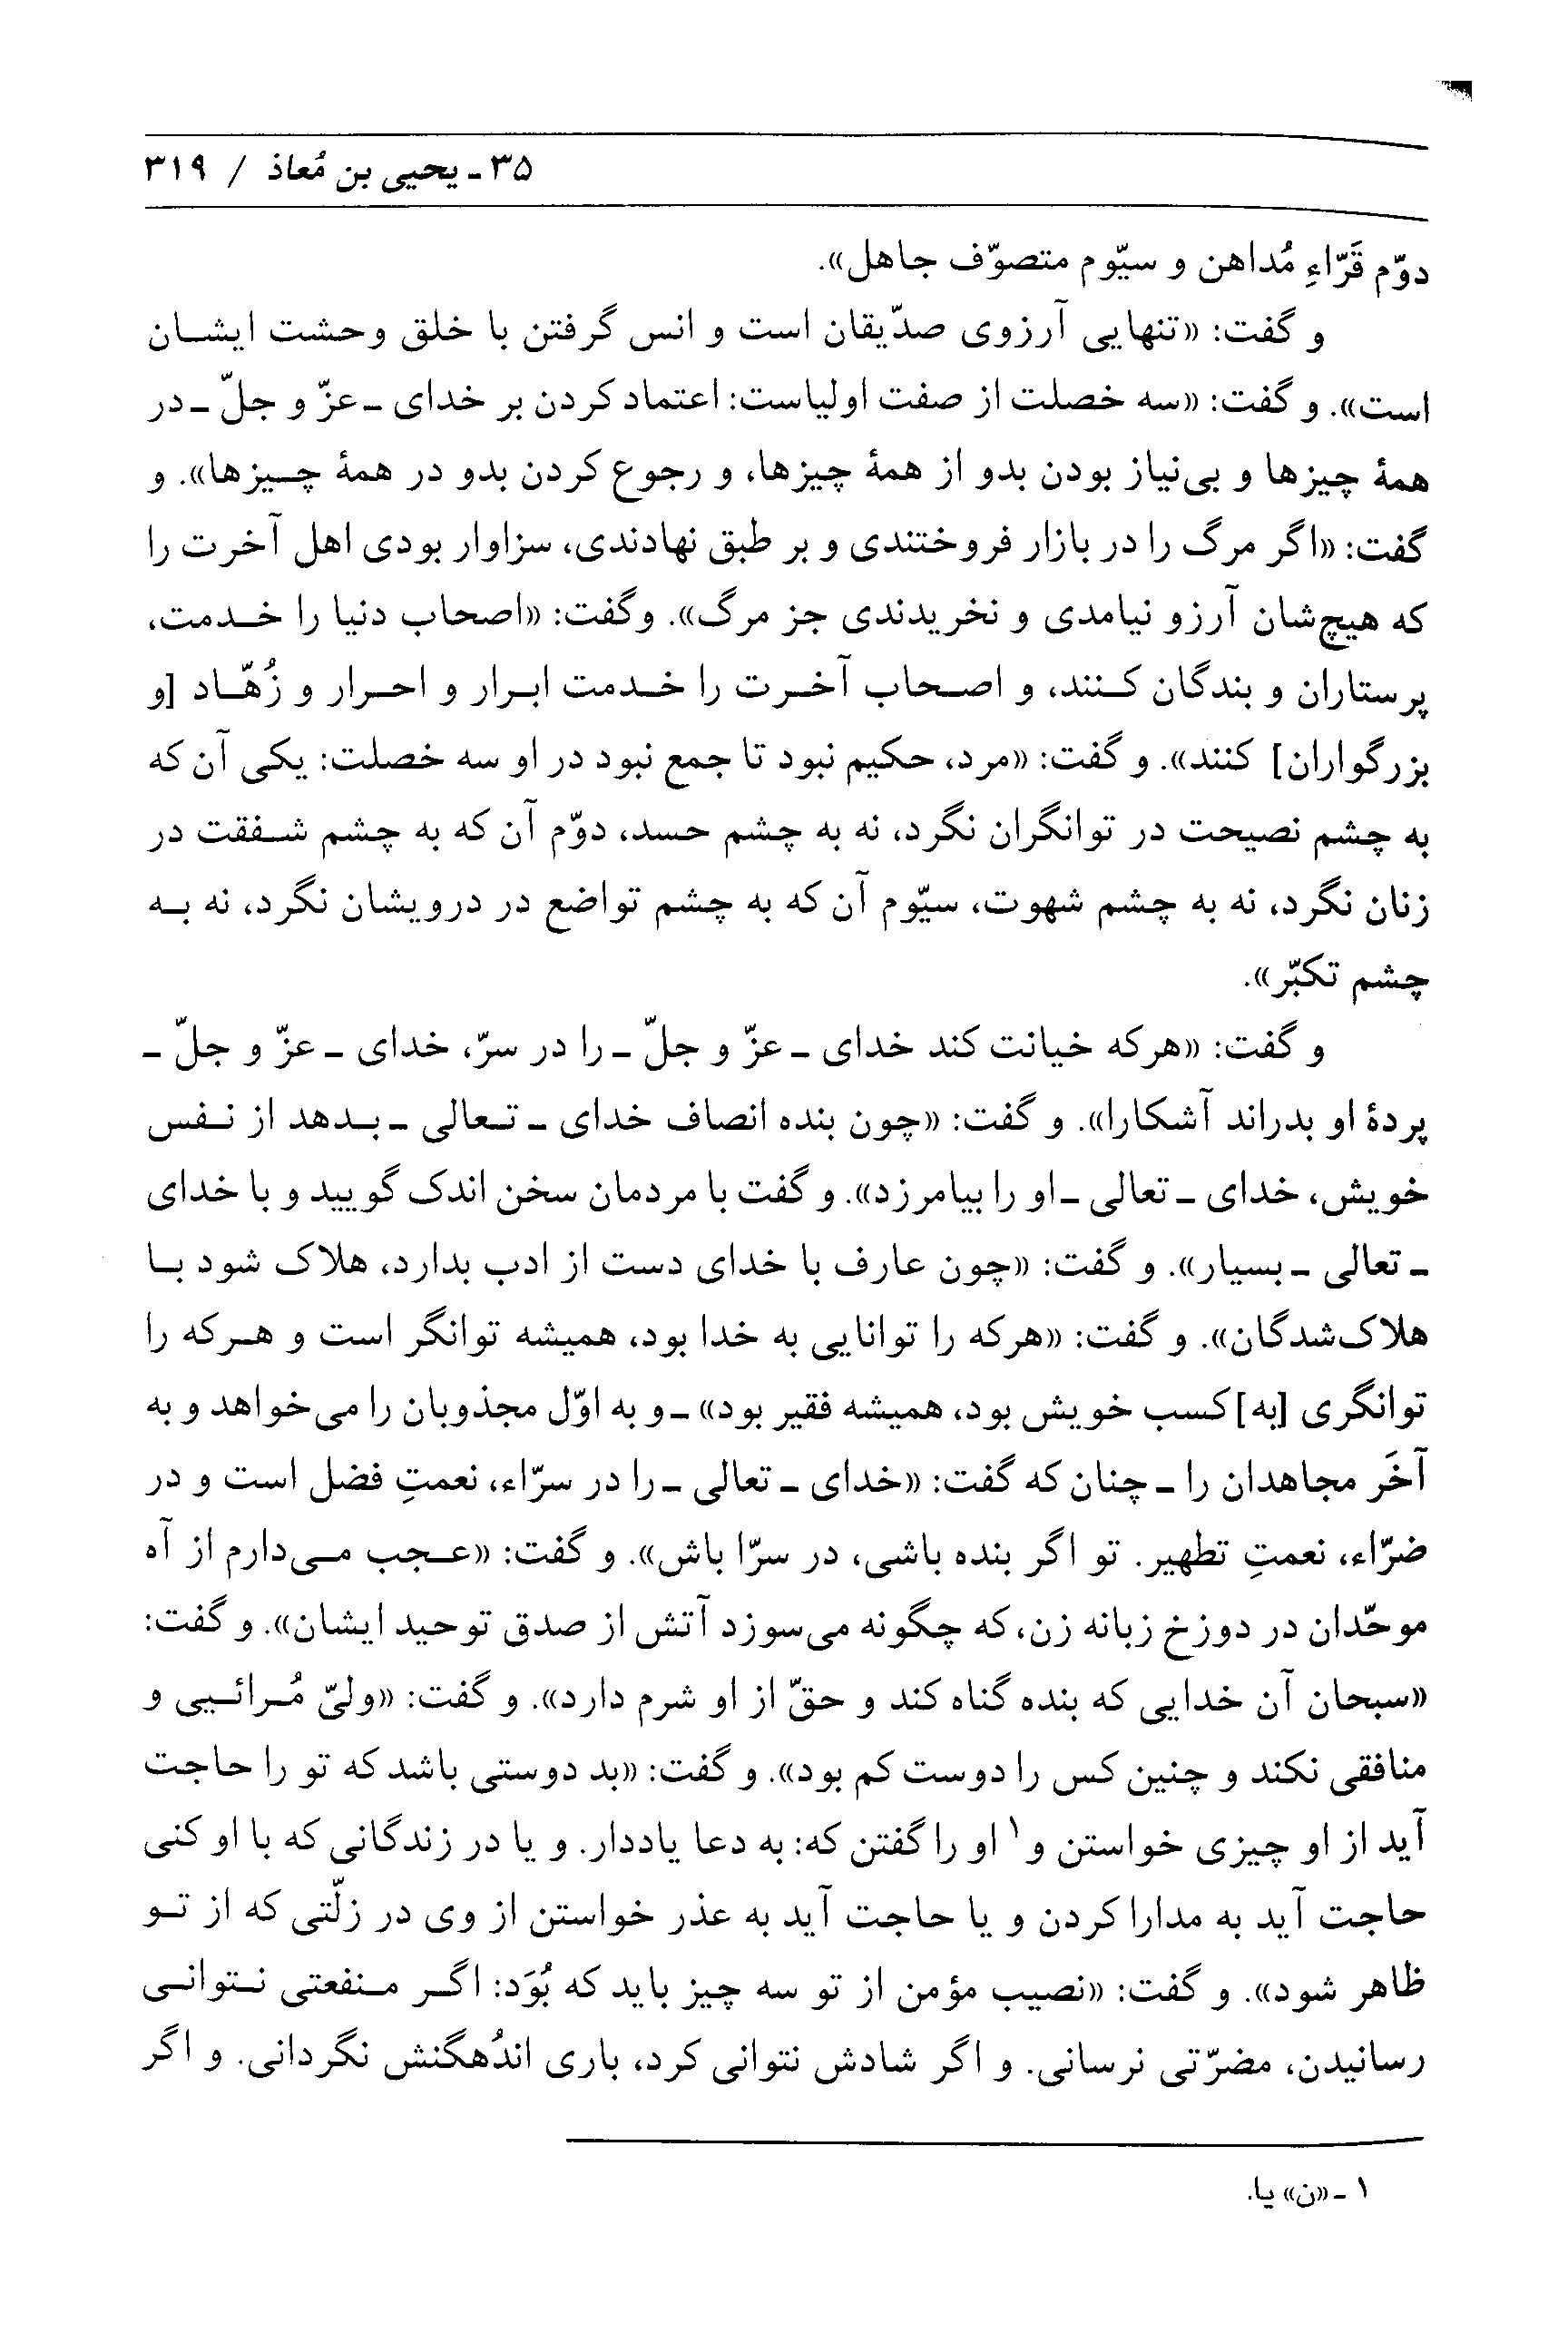 ۳۵ ـ یحیی بن مُعاذ / ۳۱۹
دوّم قَرّاءِ مُداهن و سیّوم متصوّف جاهل».
و گفت: «تنهایی آرزوی صدّیقان است و انس گرفتن با خلق وحشت ایشان
است». و گفت: «سه خصلت از صفت اولیاست: اعتماد کردن بر خدای ـ عزّ و جلّ ـ در
همهٔ چیزها و بی‌نیاز بودن بدو از همهٔ چیزها، و رجوع کردن بدو در همهٔ چیزها». و
گفت: «اگر مرگ را در بازار فروختندی و بر طبق نهادندی، سزاوار بودی اهل آخرت را
که هیچ‌شان آرزو نیامدی و نخریدندی جز مرگ». وگفت: «اصحاب دنیا را خدمت،
پرستاران و بندگان کنند، و اصحاب آخرت را خدمت ابرار و احرار و زُهّاد [و
بزرگواران] کنند». و گفت: «مرد، حکیم نبود تا جمع نبود در او سه خصلت: یکی آن که
به چشم نصیحت در توانگران نگرد، نه به چشم حسد، دوّم آن که به چشم شفقت در
زنان نگرد، نه به چشم شهوت، سیّوم آن که به چشم تواضع در درویشان نگرد، نه به
چشم تکبّر».
و گفت: «هرکه خیانت کند خدای ـ عزّ و جلّ ـ را در سرّ، خدای ـ عزّ و جلّ ـ
پردهٔ او بدراند آشکارا». و گفت: «چون بنده انصاف خدای ـ تعالی ـ بدهد از نفس
خویش، خدای ـ تعالی ـ او را بیامرزد». و گفت با مردمان سخن اندک گویید و با خدای
ـ تعالی ـ بسیار». و گفت: «چون عارف با خدای دست از ادب بدارد، هلاک شود با
هلاک‌شدگان». و گفت: «هرکه را توانایی به خدا بود، همیشه توانگر است و هرکه را
توانگری [به] کسب خویش بود، همیشه فقیر بود» ـ و به اوّل مجذوبان را می‌خواهد و به
آخَر مجاهدان را ـ چنان که گفت: «خدای ـ تعالی ـ را در سرّاء، نعمتِ فضل است و در
ضرّاء، نعمتِ تطهیر. تو اگر بنده باشی، در سرّا باش». و گفت: «عجب می‌دارم از آه
موحّدان در دوزخ زبانه زن، که چگونه می‌سوزد آتش از صدق توحید ایشان». و گفت:
«سبحان آن خدایی که بنده گناه کند و حقّ از او شرم دارد». و گفت: «ولیّ مُرائیی و
منافقی نکند و چنین کس را دوست کم بود». و گفت: «بد دوستی باشد که تو را حاجت
آید از او چیزی خواستن و۱ او را گفتن که: به دعا یاددار. و یا در زندگانی که با او کنی
حاجت آید به مدارا کردن و یا حاجت آید به عذر خواستن از وی در زلّتی که از تو
ظاهر شود». و گفت: «نصیب مؤمن از تو سه چیز باید که بُوَد: اگر منفعتی نتوانی
رسانیدن، مضرّتی نرسانی. و اگر شادش نتوانی کرد، باری اندُهگنش نگردانی. و اگر
۱ ـ «ن» یا.